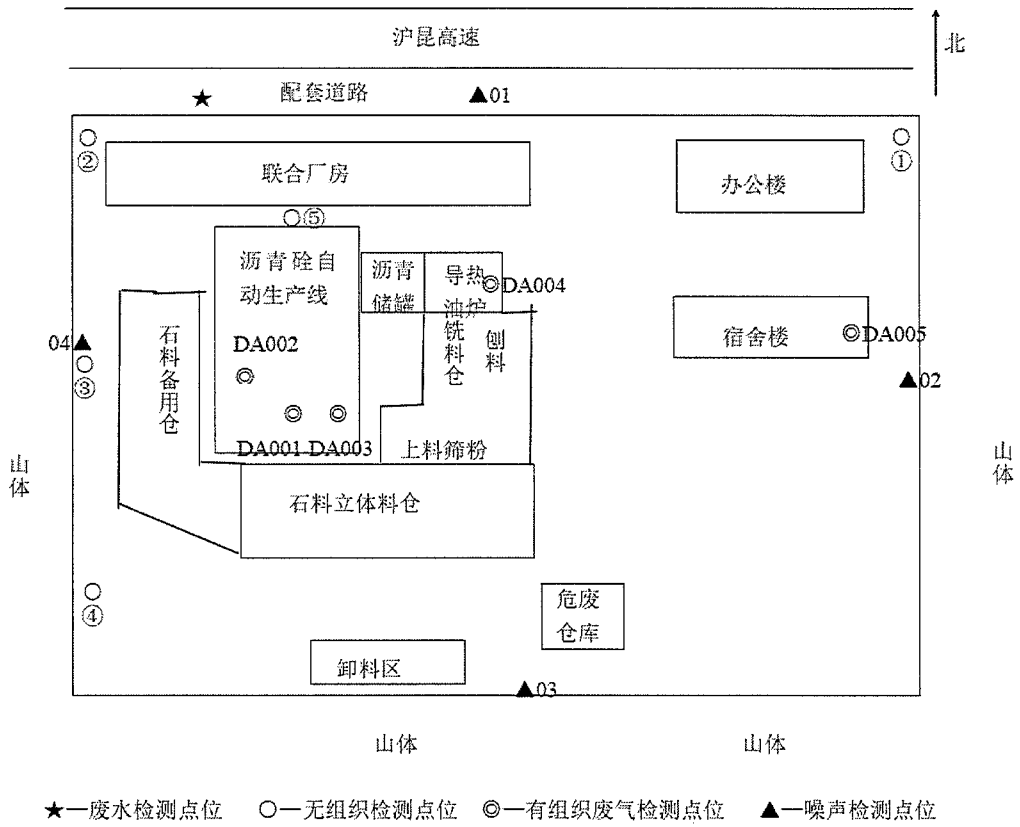 沪昆高速
北
配套道路
01
②
①
联合厂房
办公楼
⑤
沥青砼自
动生产线
沥青
储罐
导热
油炉
DA004
铣料仓
刨料
石料备用仓
宿舍楼
DA005
04
DA002
③
02
DA001
DA003
上料筛粉
山体
山体
石料立体料仓
④
危废
仓库
卸料区
03
山体
山体
★—废水检测点位 ○—无组织检测点位 ◎—有组织废气检测点位 ▲—噪声检测点位